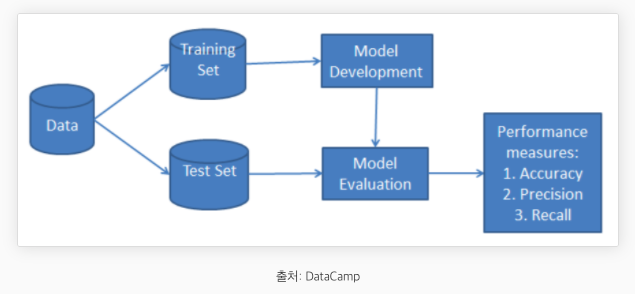 Data
Training
Set
Test Set
Model
Development
Model
Evaluation
Performance
measures:
1. Accuracy
2. Precision
3. Recall
출처: DataCamp